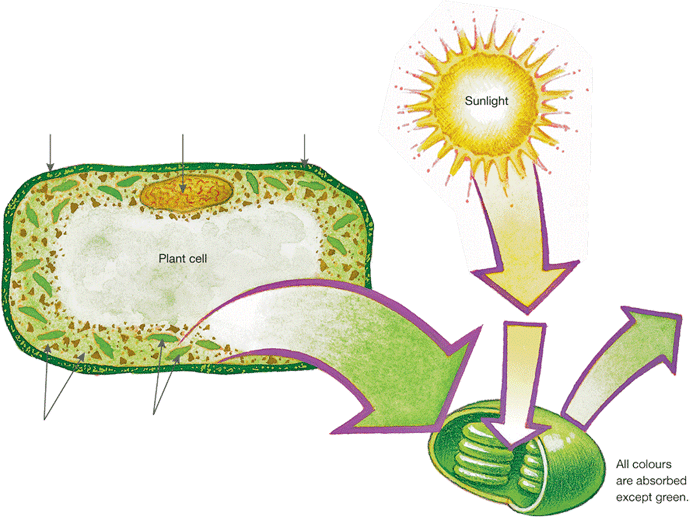 Sunlight
Plant cell
All colours
are absorbed
except green.